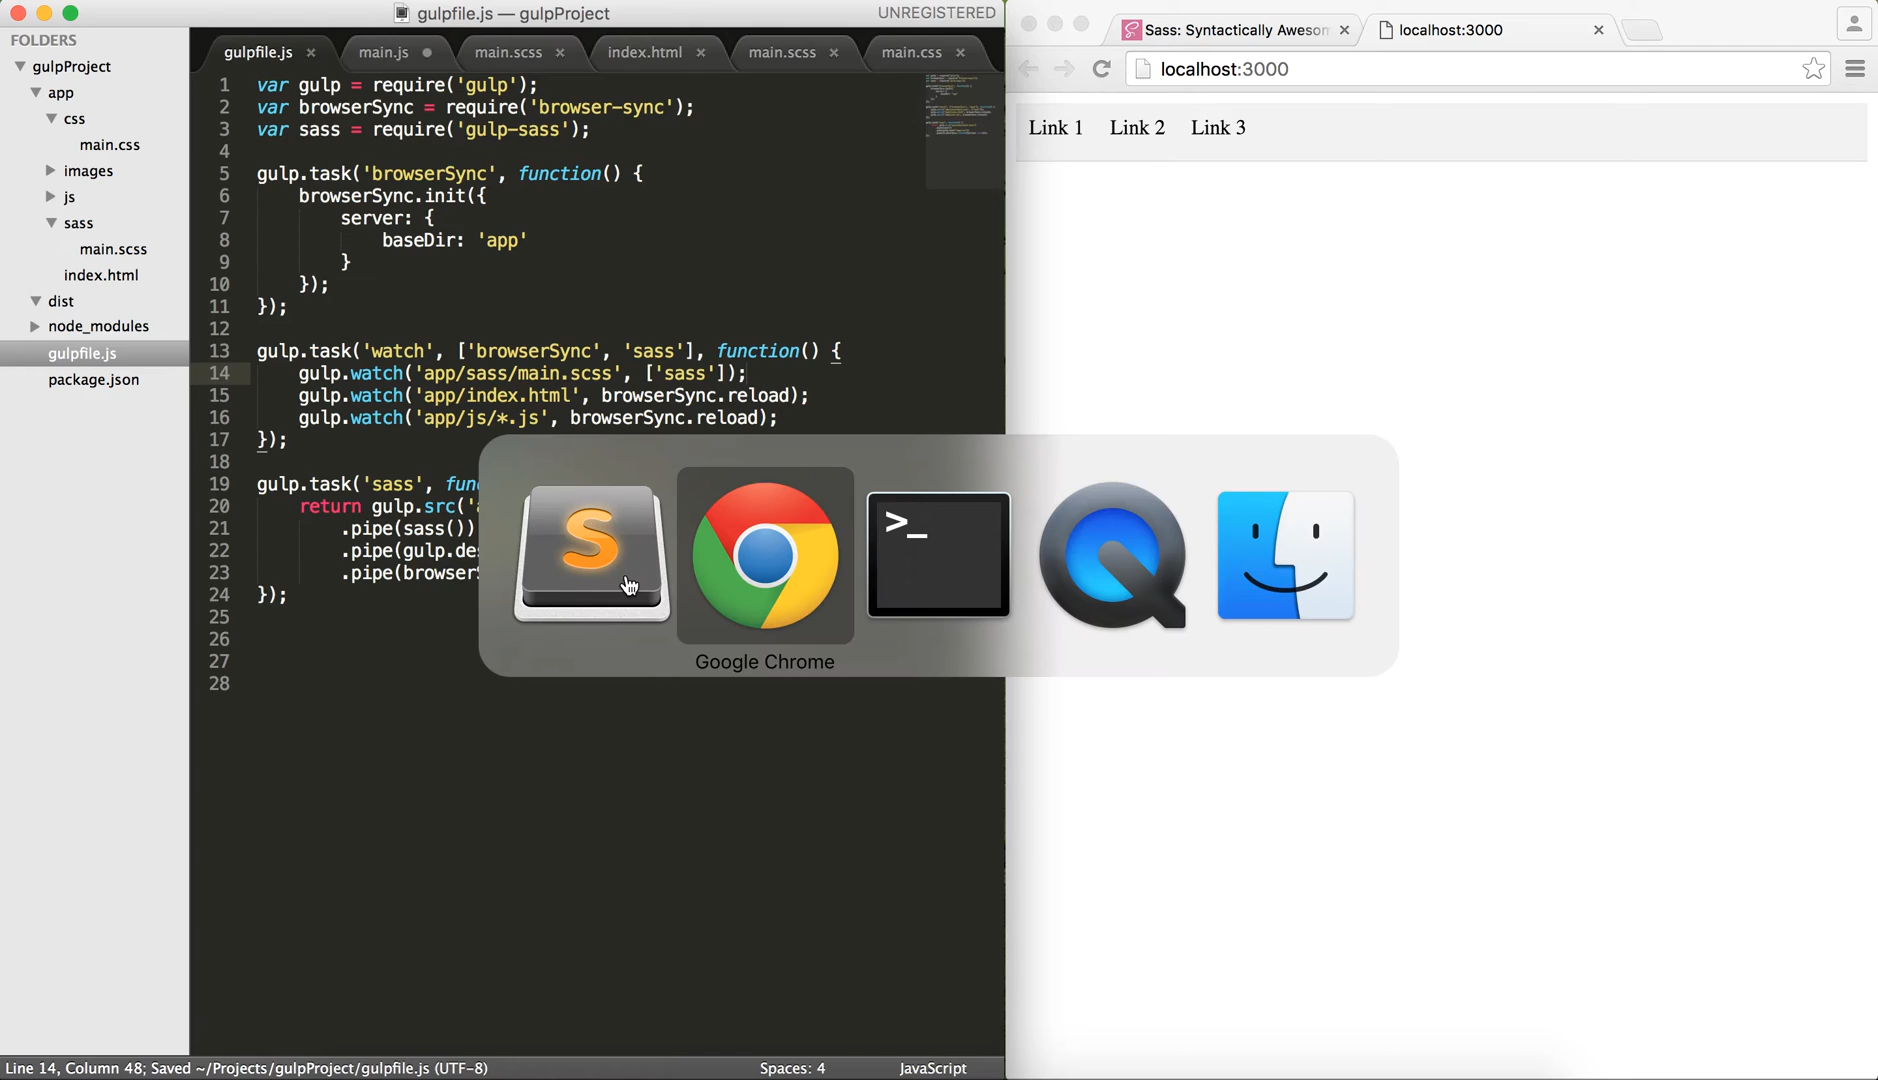 gulpfile.js — gulpProject
UNREGISTERED
FOLDERS
gulpProject
app
css
main.css
images
js
sass
main.scss
index.html
dist
node_modules
gulpfile.js
package.json
gulpfile.js
main.js
main.scss
index.html
main.scss
main.css
1 var gulp = require('gulp');
2 var browserSync = require('browser-sync');
3 var sass = require('gulp-sass');
4
5 gulp.task('browserSync', function() {
6 browserSync.init({
7 server: {
8 baseDir: 'app'
9 }
10 });
11 });
12
13 gulp.task('watch', ['browserSync', 'sass'], function() {
14 gulp.watch('app/sass/main.scss', ['sass']);
15 gulp.watch('app/index.html', browserSync.reload);
16 gulp.watch('app/js/*.js', browserSync.reload);
17 });
18
19 gulp.task('sass', fun
20 return gulp.src('a
21 .pipe(sass())
22 .pipe(gulp.des
23 .pipe(browserS
24 });
25
26
27
28
Line 14, Column 48; Saved ~/Projects/gulpProject/gulpfile.js (UTF-8)
Spaces: 4
JavaScript
Sass: Syntactically Awesom
localhost:3000
localhost:3000
Link 1 Link 2 Link 3
S
>_
Google Chrome